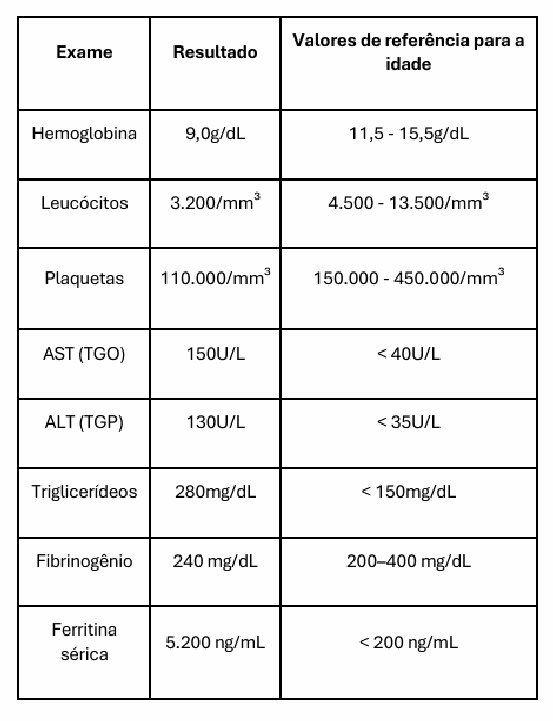 Exame Resultado Valores de referência para a
idade
Hemoglobina 9,0g/dL 11,5 - 15,5g/dL
Leucócitos 3.200/mm³ 4.500 - 13.500/mm³
Plaquetas 110.000/mm³ 150.000 - 450.000/mm³
AST (TGO) 150U/L < 40U/L
ALT (TGP) 130U/L < 35U/L
Triglicerídeos 280mg/dL < 150mg/dL
Fibrinogênio 240 mg/dL 200–400 mg/dL
Ferritina
sérica 5.200 ng/mL < 200 ng/mL